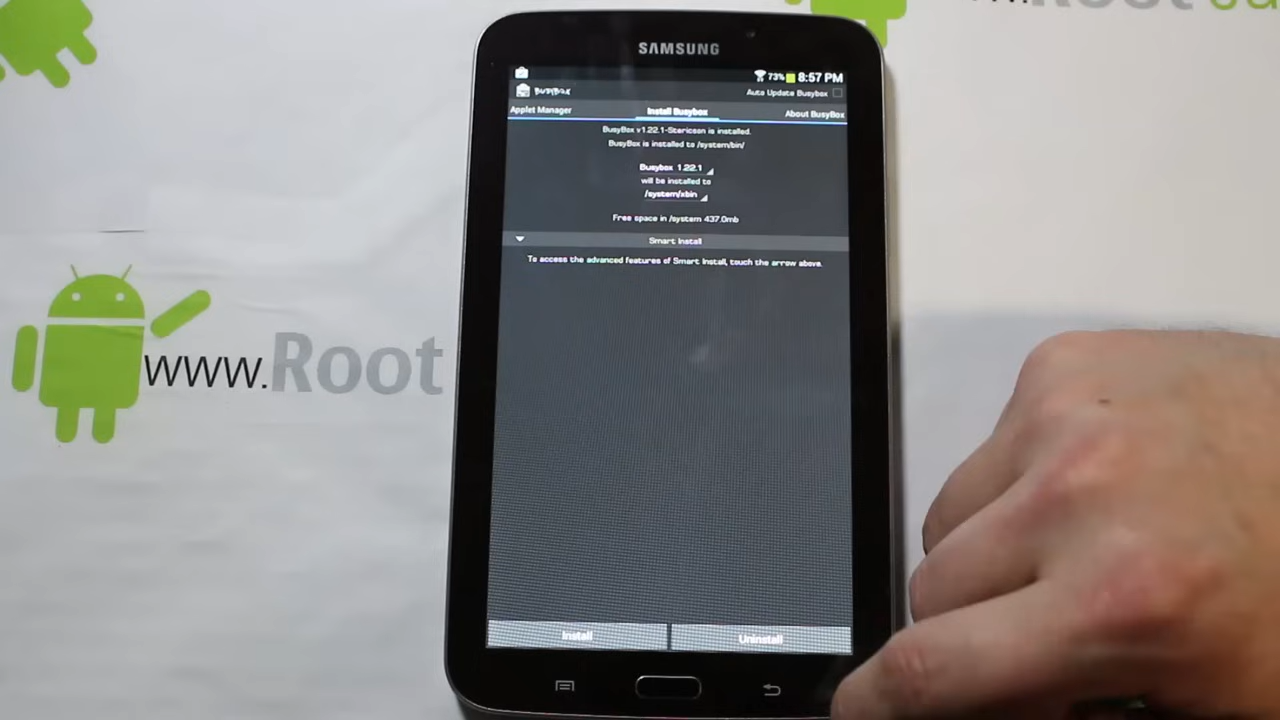 www.Root
SAMSUNG
73% 8:57 PM
BusyBox
Auto Update Busybox
Applet Manager
Install Busybox
About BusyBox
BusyBox v1.22.1-Stericson is installed.
BusyBox is installed to /system/bin/
Busybox 1.22.1
will be installed to
/system/xbin
Free space in /system 437.0mb
Smart Install
To access the advanced features of Smart Install, touch the arrow above.
Install
Uninstall
www.Root